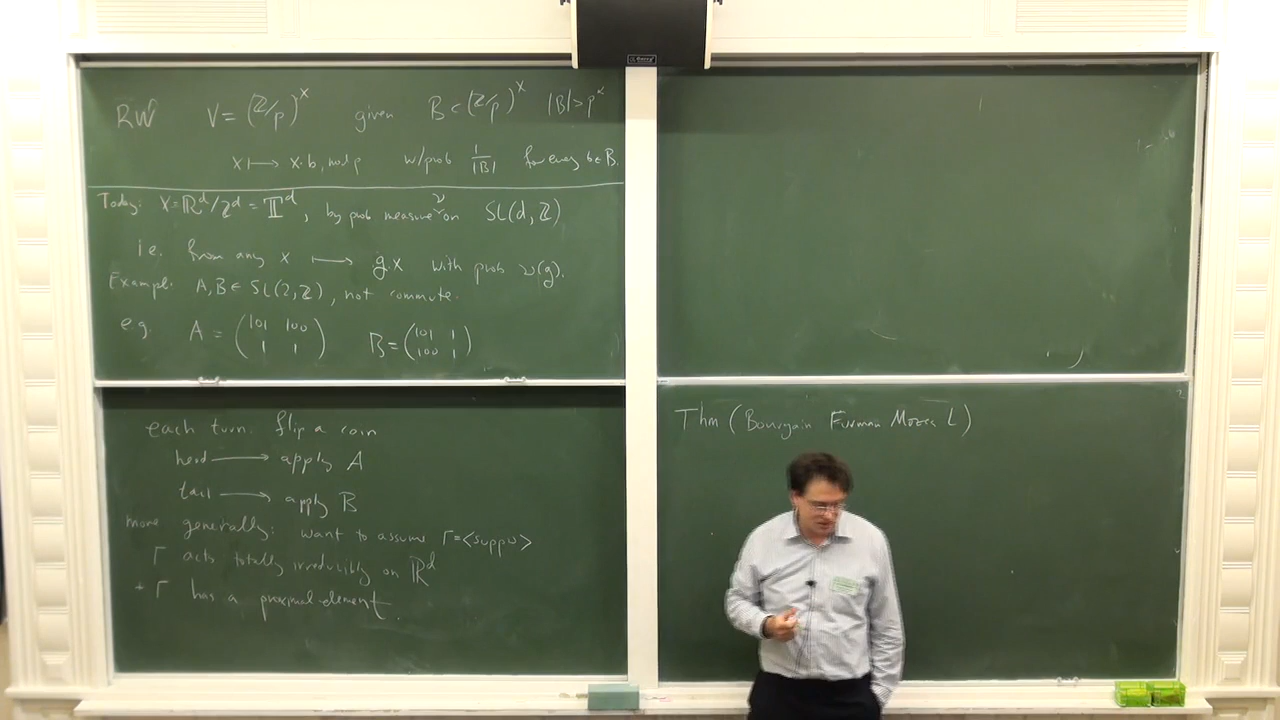 RW V = (ℤ/p)^× given B ⊂ (ℤ/p)^× |B| > p^α
x ⟼ x·b, mod p w/prob 1/|B| for every b ∈ B.
Today: X = ℝ^d/ℤ^d = 𝕋^d, by prob measure ν on SL(d, ℤ)
i.e. from any x ⟼ g.x with prob ν(g).
Example: A, B ∈ SL(2, ℤ), not commute.
e.g. A = (101 100 / 1 1) B = (101 1 / 100 1)
each turn: flip a coin
head ⟶ apply A
tail ⟶ apply B
more generally: want to assume Γ = <supp ν>
Γ acts totally irreducibly on ℝ^d
+ Γ has a proximal element.
Thm (Bourgain Furman Mozes L)